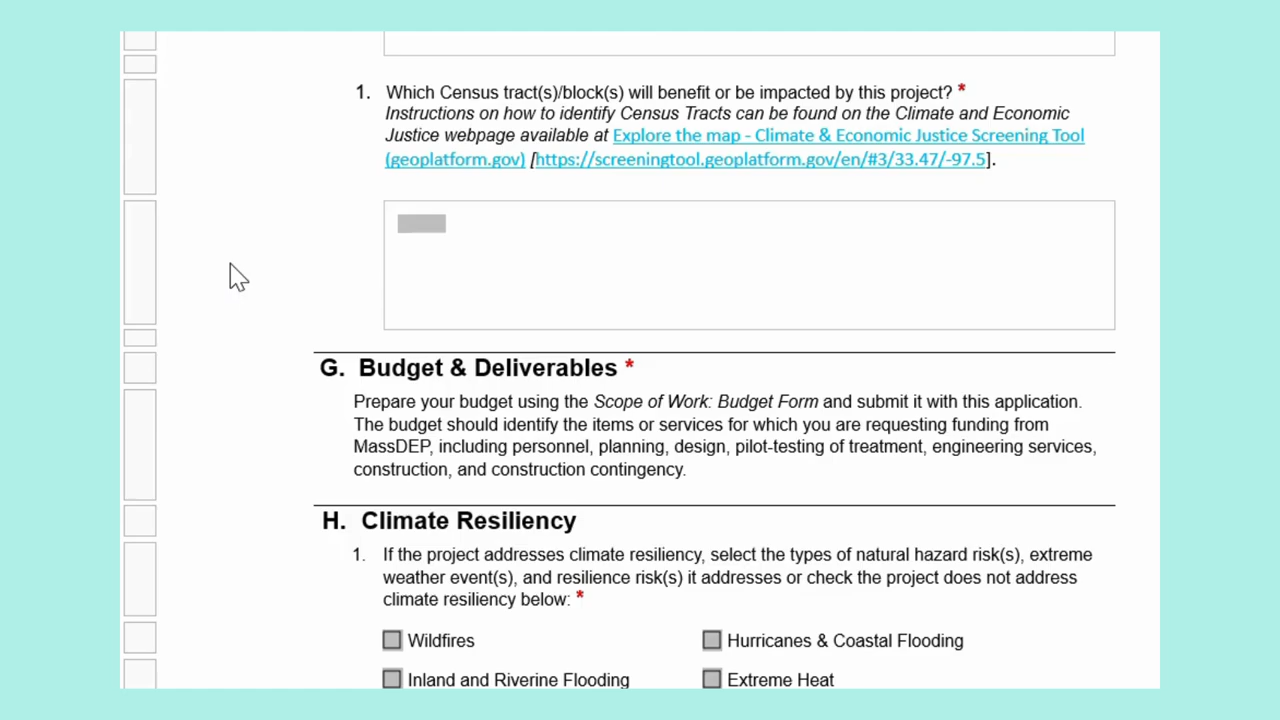 1. Which Census tract(s)/block(s) will benefit or be impacted by this project? *
Instructions on how to identify Census Tracts can be found on the Climate and Economic
Justice webpage available at Explore the map - Climate & Economic Justice Screening Tool
(geoplatform.gov) [https://screeningtool.geoplatform.gov/en/#3/33.47/-97.5].
G. Budget & Deliverables *
Prepare your budget using the Scope of Work: Budget Form and submit it with this application.
The budget should identify the items or services for which you are requesting funding from
MassDEP, including personnel, planning, design, pilot-testing of treatment, engineering services,
construction, and construction contingency.
H. Climate Resiliency
1. If the project addresses climate resiliency, select the types of natural hazard risk(s), extreme
weather event(s), and resilience risk(s) it addresses or check the project does not address
climate resiliency below: *
Wildfires Hurricanes & Coastal Flooding
Inland and Riverine Flooding Extreme Heat